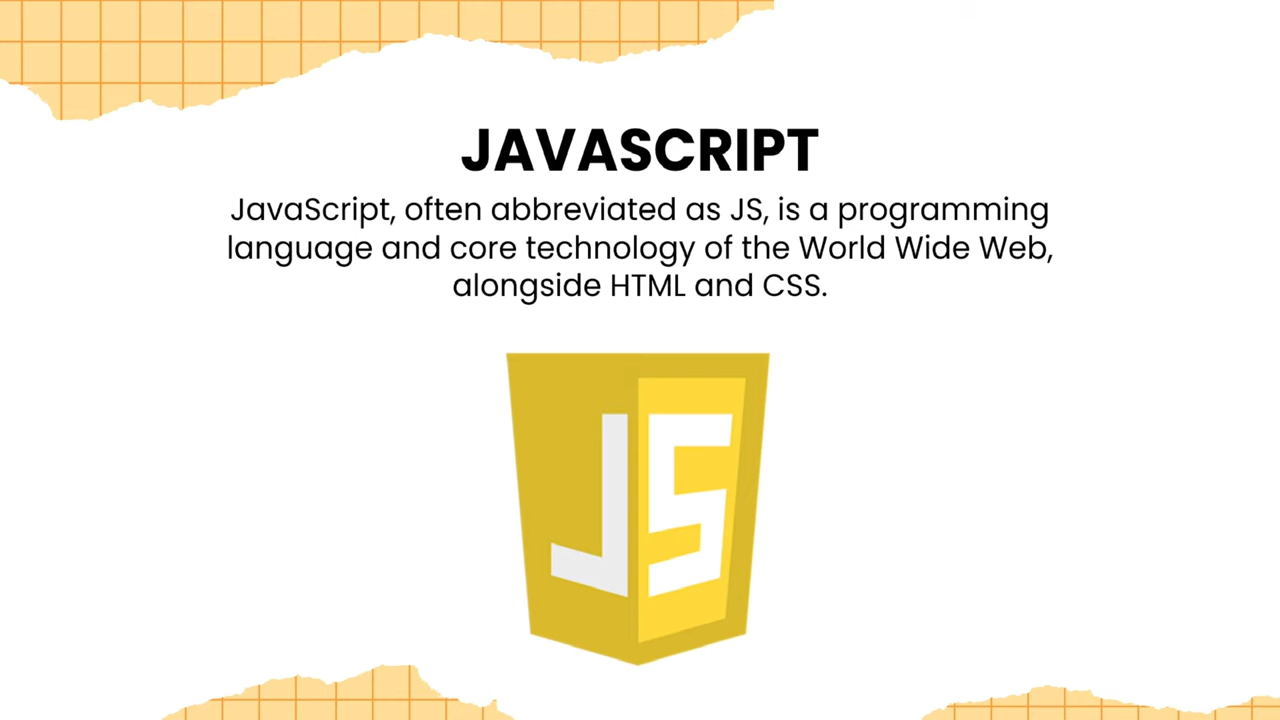 JAVASCRIPT
JavaScript, often abbreviated as JS, is a programming
language and core technology of the World Wide Web,
alongside HTML and CSS.
JS